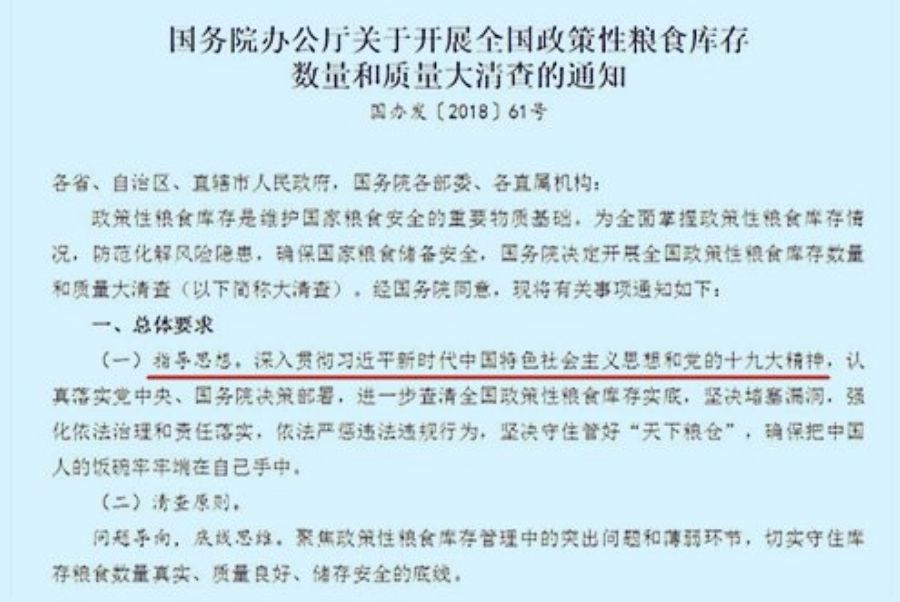 国务院办公厅关于开展全国政策性粮食库存
数量和质量大清查的通知
国办发〔2018〕61号
各省、自治区、直辖市人民政府，国务院各部委、各直属机构：
政策性粮食库存是维护国家粮食安全的重要物质基础，为全面掌握政策性粮食库存情
况，防范化解风险隐患，确保国家粮食储备安全，国务院决定开展全国政策性粮食库存数量
和质量大清查（以下简称大清查）。经国务院同意，现将有关事项通知如下：
一、总体要求
（一）指导思想。深入贯彻习近平新时代中国特色社会主义思想和党的十九大精神，认
真落实党中央、国务院决策部署，进一步查清全国政策性粮食库存实底，坚决堵塞漏洞，强
化依法治理和责任落实，依法严惩违法违规行为，坚决守住管好“天下粮仓”，确保把中国
人的饭碗牢牢端在自己手中。
（二）清查原则。
问题导向，底线思维。聚焦政策性粮食库存管理中的突出问题和薄弱环节，切实守住库
存粮食数量真实、质量良好、储存安全的底线。